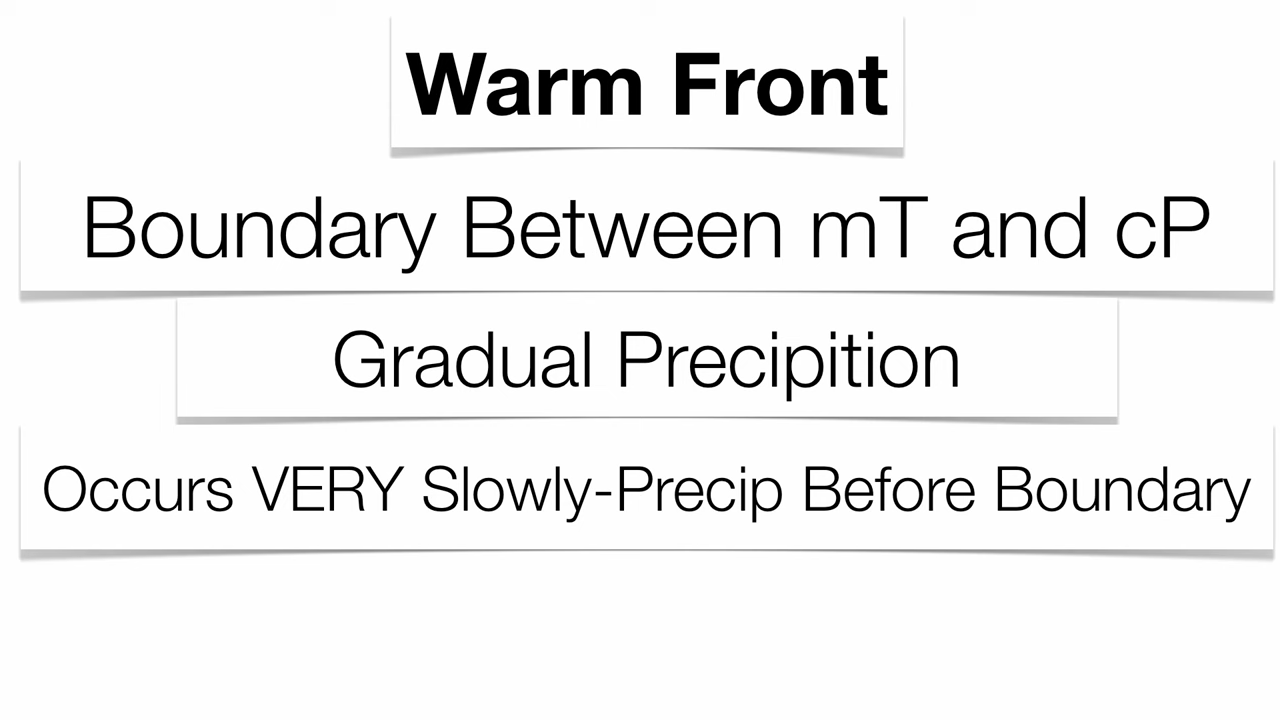 Warm Front
Boundary Between mT and cP
Gradual Precipition
Occurs VERY Slowly-Precip Before Boundary